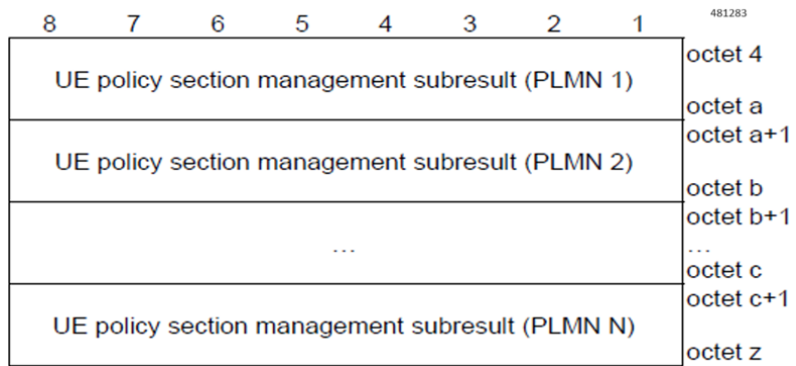 481283
8 7 6 5 4 3 2 1
octet 4
UE policy section management subresult (PLMN 1)
octet a
octet a+1
UE policy section management subresult (PLMN 2)
octet b
octet b+1
... ...
octet c
octet c+1
UE policy section management subresult (PLMN N)
octet z